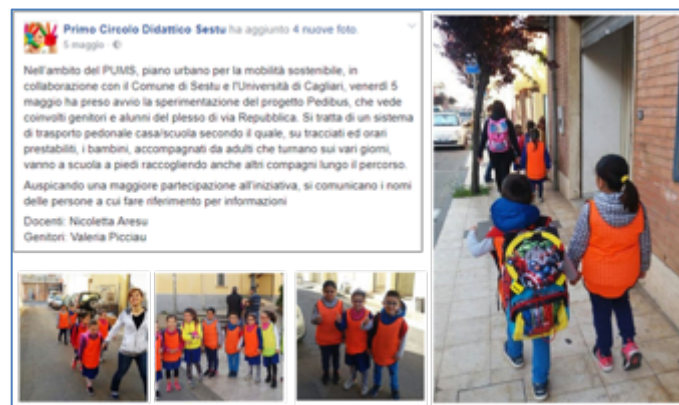 Primo Circolo Didattico Sestu ha aggiunto 4 nuove foto.
5 maggio
Nell'ambito del PUMS, piano urbano per la mobilità sostenibile, in
collaborazione con il Comune di Sestu e l'Università di Cagliari, venerdì 5
maggio ha preso avvio la sperimentazione del progetto Pedibus, che vede
coinvolti genitori e alunni del plesso di via Repubblica. Si tratta di un sistema
di trasporto pedonale casa/scuola secondo il quale, su tracciati ed orari
prestabiliti, i bambini, accompagnati da adulti che turnano sui vari giorni,
vanno a scuola a piedi raccogliendo anche altri compagni lungo il percorso.
Auspicando una maggiore partecipazione all'iniziativa, si comunicano i nomi
delle persone a cui fare riferimento per informazioni
Docenti: Nicoletta Aresu
Genitori: Valeria Picciau